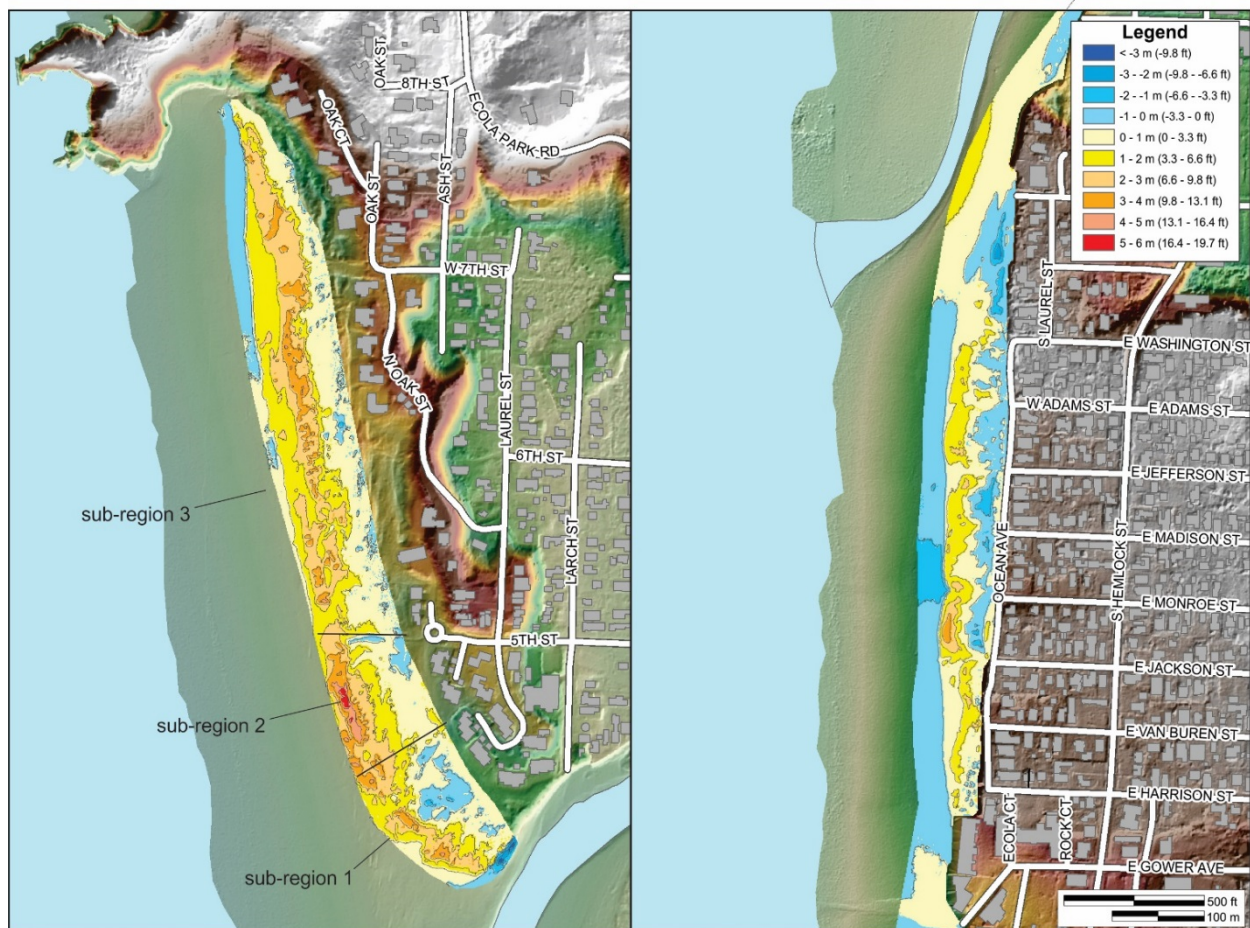 OAK ST
8TH ST
OAK CT
ECOLA PARK RD
ASH ST
OAK ST
W 7TH ST
N OAK ST
LAUREL ST
6TH ST
LARCH ST
5TH ST
sub-region 3
sub-region 2
sub-region 1
Legend
< -3 m (-9.8 ft)
-3 - -2 m (-9.8 - -6.6 ft)
-2 - -1 m (-6.6 - -3.3 ft)
-1 - 0 m (-3.3 - 0 ft)
0 - 1 m (0 - 3.3 ft)
1 - 2 m (3.3 - 6.6 ft)
2 - 3 m (6.6 - 9.8 ft)
3 - 4 m (9.8 - 13.1 ft)
4 - 5 m (13.1 - 16.4 ft)
5 - 6 m (16.4 - 19.7 ft)
S LAUREL ST
E WASHINGTON ST
W ADAMS ST
E ADAMS ST
E JEFFERSON ST
E MADISON ST
OCEAN AVE
S HEMLOCK ST
E MONROE ST
E JACKSON ST
E VAN BUREN ST
E HARRISON ST
ECOLA CT
ROCK CT
E GOWER AVE
500 ft
100 m